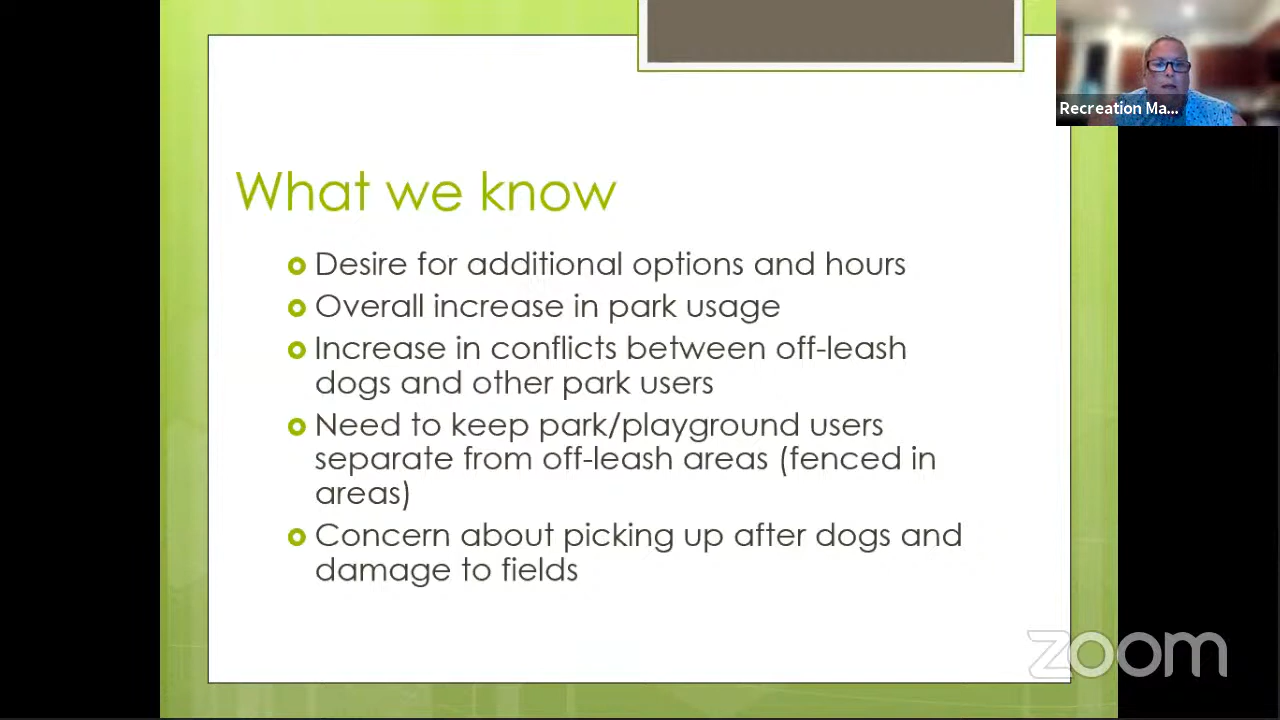 Recreation Ma...
What we know
Desire for additional options and hours
Overall increase in park usage
Increase in conflicts between off-leash
dogs and other park users
Need to keep park/playground users
separate from off-leash areas (fenced in
areas)
Concern about picking up after dogs and
damage to fields
zoom